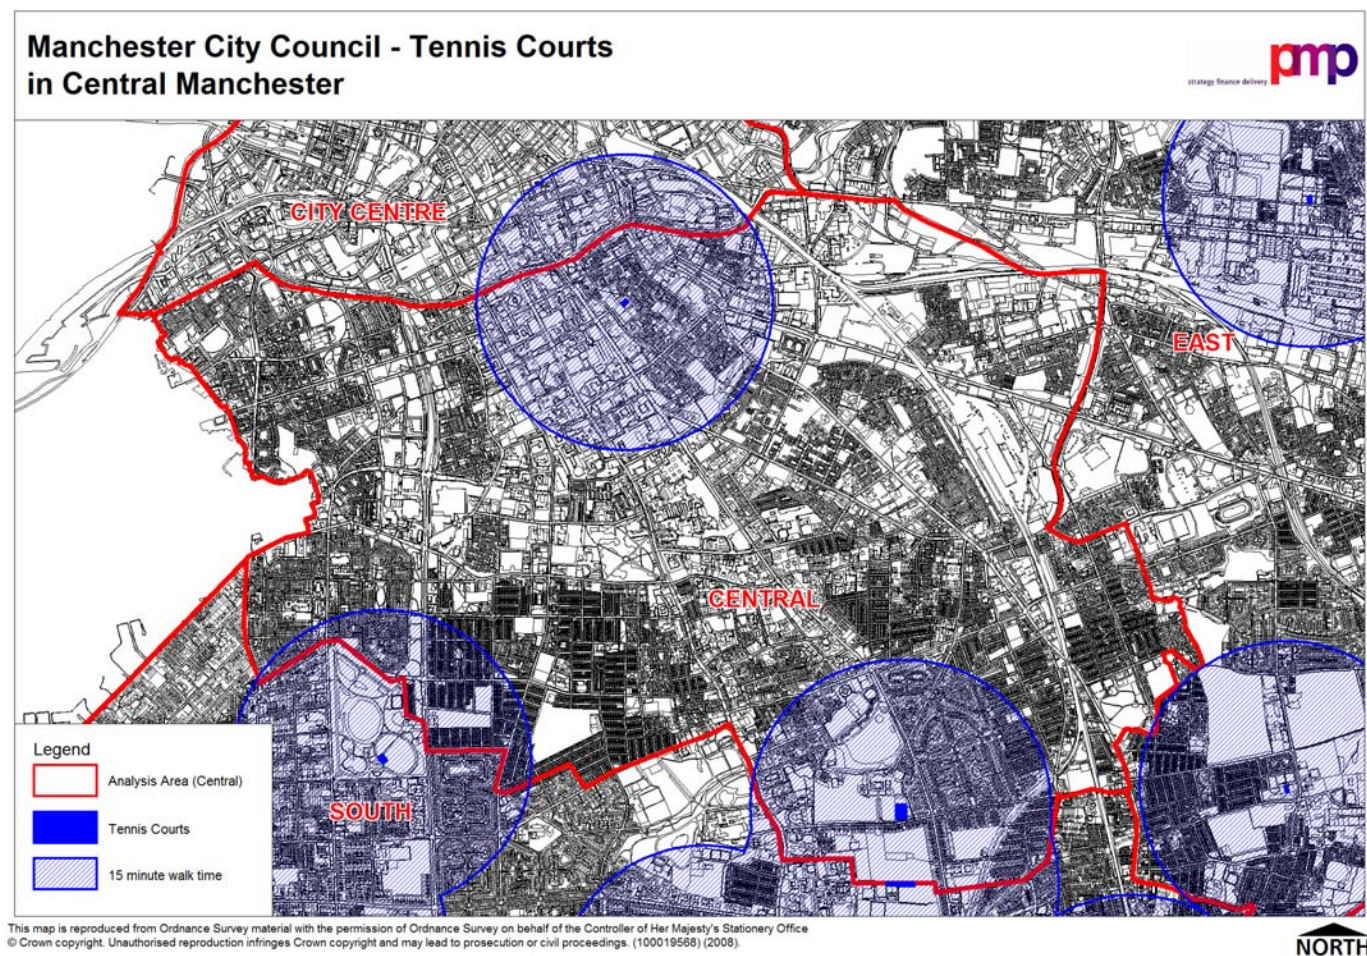 Manchester City Council - Tennis Courts
in Central Manchester
strategy finance delivery
pmp
CITY CENTRE
EAST
CENTRAL
SOUTH
Legend
Analysis Area (Central)
Tennis Courts
15 minute walk time
This map is reproduced from Ordnance Survey material with the permission of Ordnance Survey on behalf of the Controller of Her Majesty's Stationery Office
© Crown copyright. Unauthorised reproduction infringes Crown copyright and may lead to prosecution or civil proceedings. (100019568) (2008).
NORTH